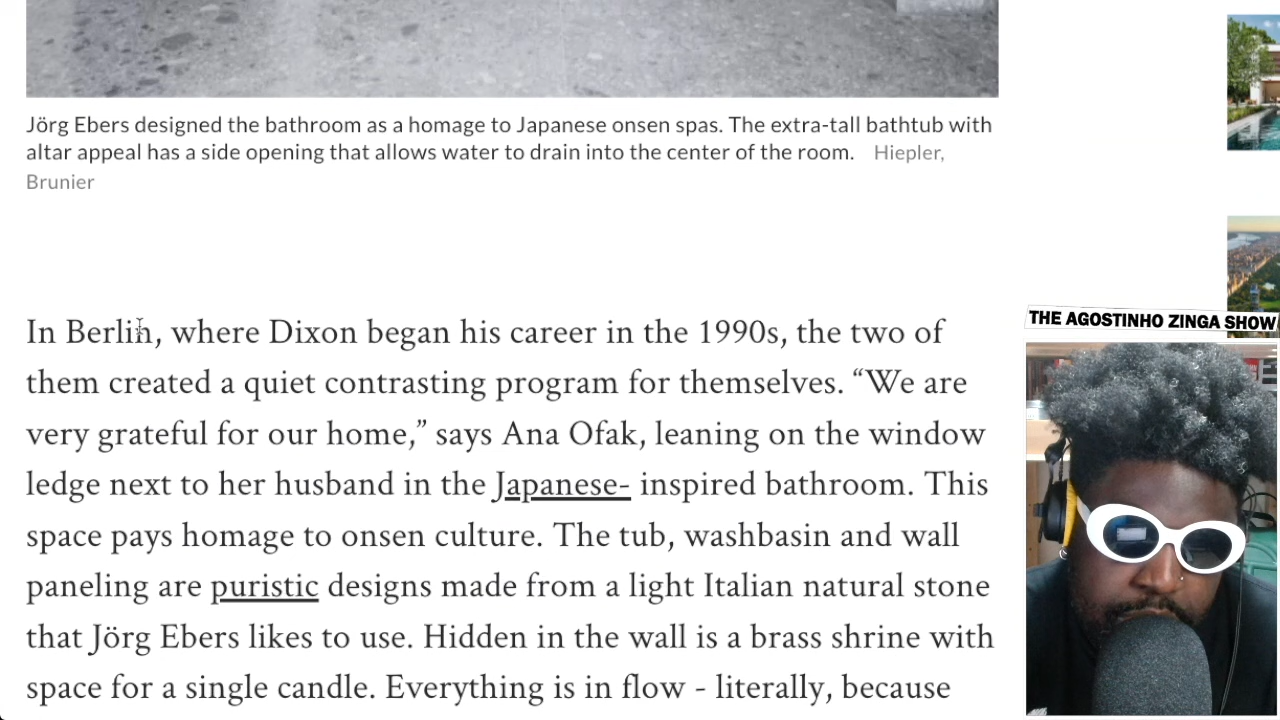 Jörg Ebers designed the bathroom as a homage to Japanese onsen spas. The extra-tall bathtub with
altar appeal has a side opening that allows water to drain into the center of the room. Hiepler,
Brunier
In Berlin, where Dixon began his career in the 1990s, the two of
them created a quiet contrasting program for themselves. “We are
very grateful for our home,” says Ana Ofak, leaning on the window
ledge next to her husband in the Japanese- inspired bathroom. This
space pays homage to onsen culture. The tub, washbasin and wall
paneling are puristic designs made from a light Italian natural stone
that Jörg Ebers likes to use. Hidden in the wall is a brass shrine with
space for a single candle. Everything is in flow - literally, because
THE AGOSTINHO ZINGA SHOW